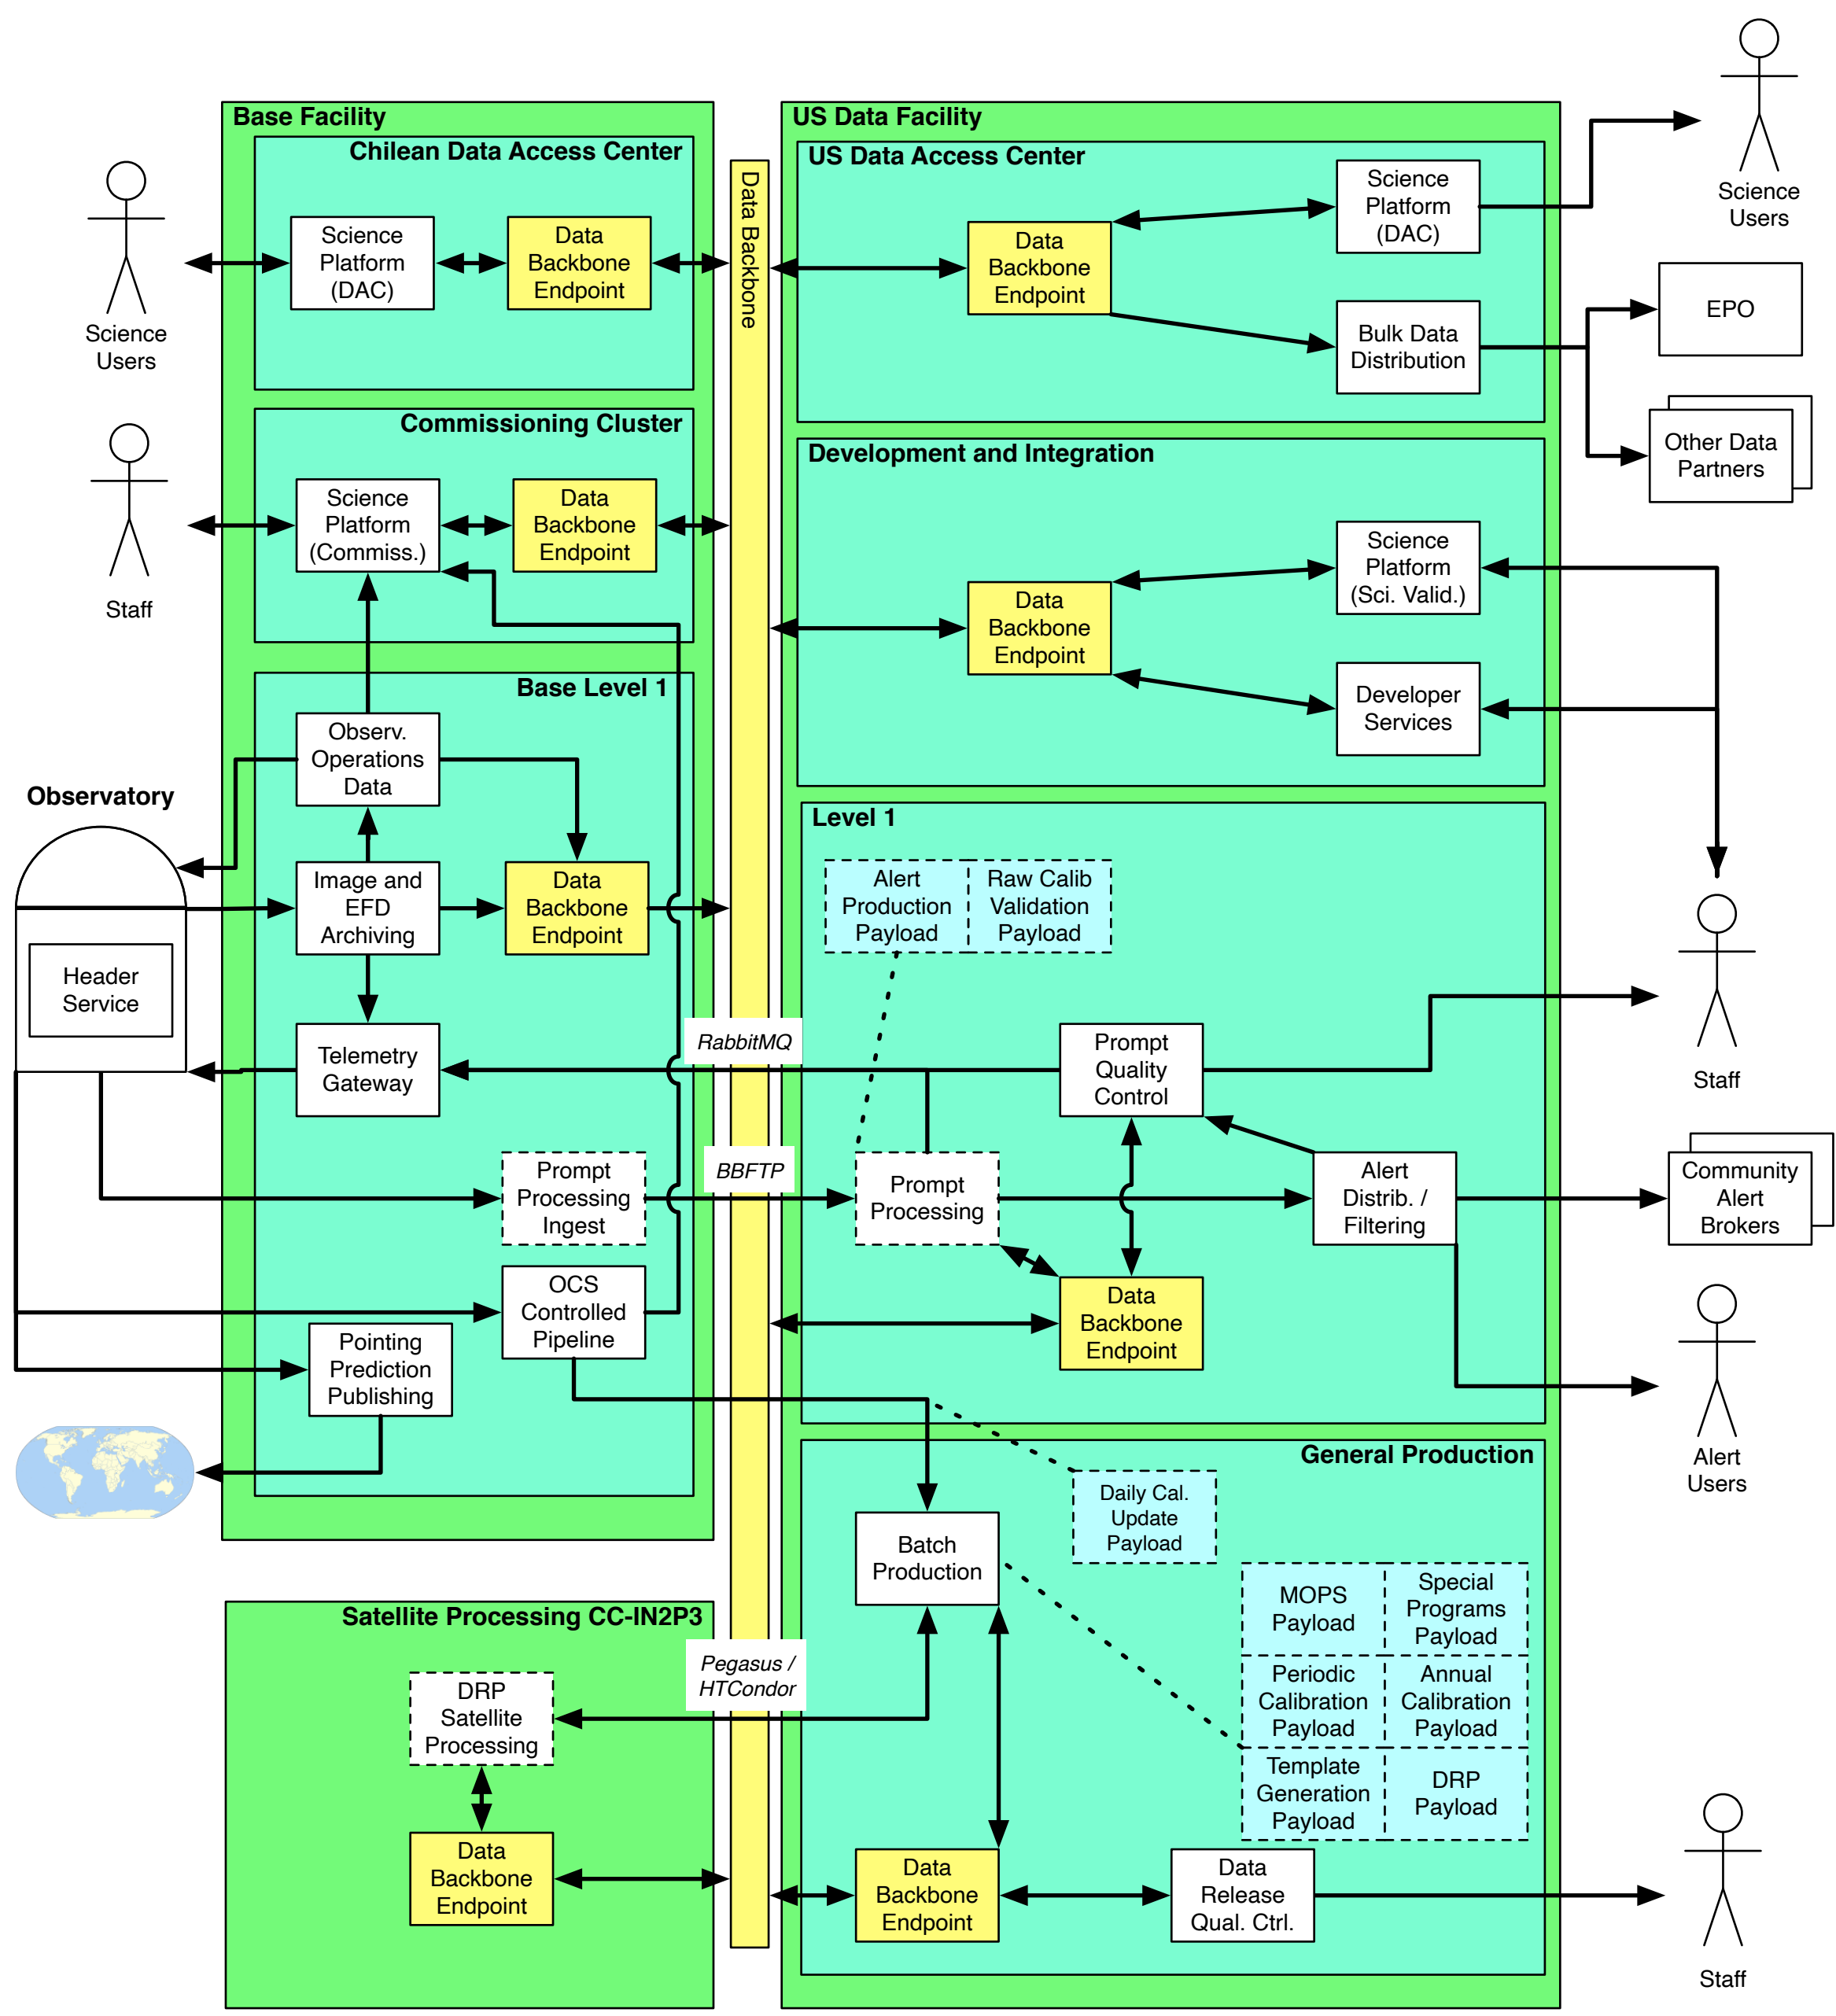 Base Facility
Chilean Data Access Center
Science
Platform
(DAC)
Data
Backbone
Endpoint
Science
Users
Commissioning Cluster
Science
Platform
(Commiss.)
Data
Backbone
Endpoint
Staff
Base Level 1
Observ.
Operations
Data
Observatory
Image and
EFD
Archiving
Data
Backbone
Endpoint
Header
Service
Telemetry
Gateway
Prompt
Processing
Ingest
OCS
Controlled
Pipeline
Pointing
Prediction
Publishing
Satellite Processing CC-IN2P3
DRP
Satellite
Processing
Data
Backbone
Endpoint
Data Backbone
RabbitMQ
BBFTP
Pegasus /
HTCondor
US Data Facility
US Data Access Center
Data
Backbone
Endpoint
Science
Platform
(DAC)
Bulk Data
Distribution
Science
Users
EPO
Other Data
Partners
Development and Integration
Data
Backbone
Endpoint
Science
Platform
(Sci. Valid.)
Developer
Services
Level 1
Alert
Production
Payload
Raw Calib
Validation
Payload
Prompt
Quality
Control
Staff
Prompt
Processing
Alert
Distrib. /
Filtering
Community
Alert
Brokers
Data
Backbone
Endpoint
Alert
Users
General Production
Daily Cal.
Update
Payload
Batch
Production
MOPS
Payload
Special
Programs
Payload
Periodic
Calibration
Payload
Annual
Calibration
Payload
Template
Generation
Payload
DRP
Payload
Data
Backbone
Endpoint
Data
Release
Qual. Ctrl.
Staff